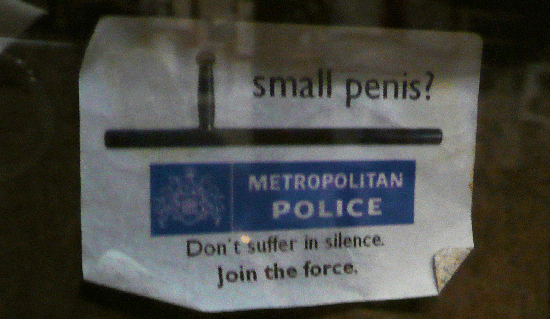 small penis?
METROPOLITAN
POLICE
Don't suffer in silence.
Join the force.